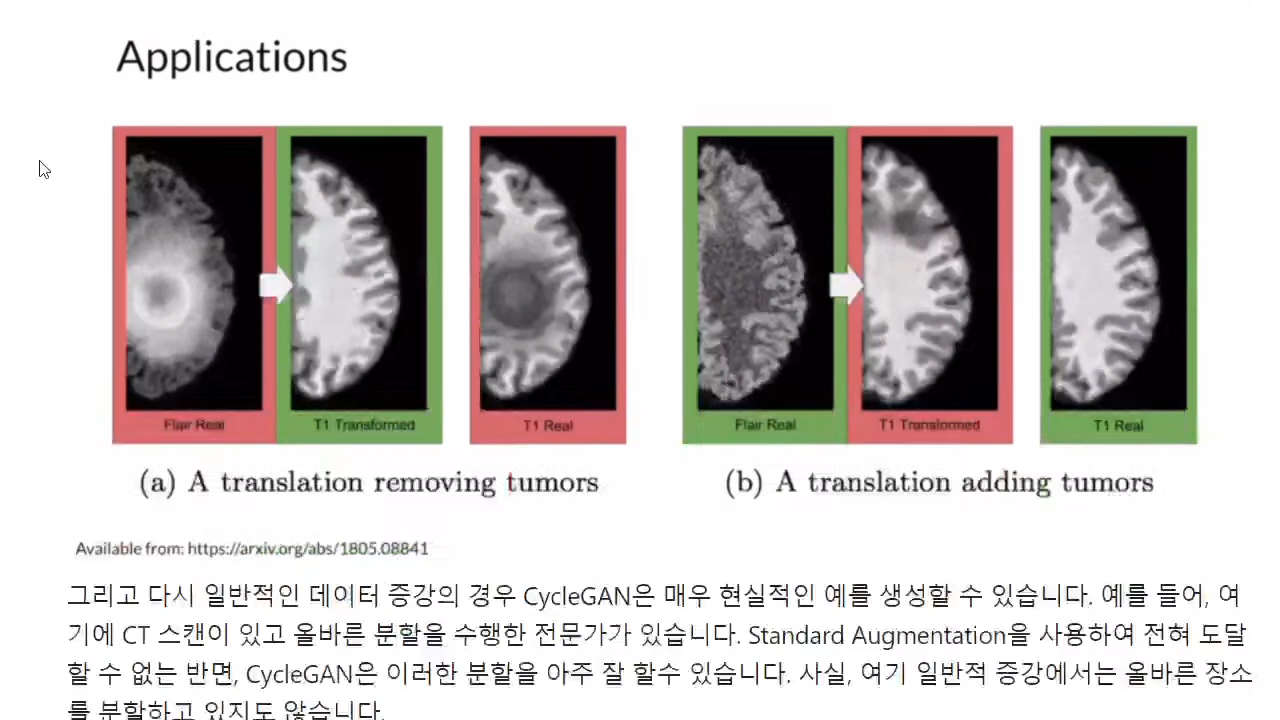 Applications
Flair Real
T1 Transformed
T1 Real
Flair Real
T1 Transformed
T1 Real
(a) A translation removing tumors
(b) A translation adding tumors
Available from: https://arxiv.org/abs/1805.08841
그리고 다시 일반적인 데이터 증강의 경우 CycleGAN은 매우 현실적인 예를 생성할 수 있습니다. 예를 들어, 여
기에 CT 스캔이 있고 올바른 분할을 수행한 전문가가 있습니다. Standard Augmentation을 사용하여 전혀 도달
할 수 없는 반면, CycleGAN은 이러한 분할을 아주 잘 할수 있습니다. 사실, 여기 일반적 증강에서는 올바른 장소
를 분할하고 있지도 않습니다.